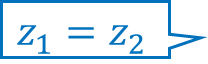 z₁ = z₂